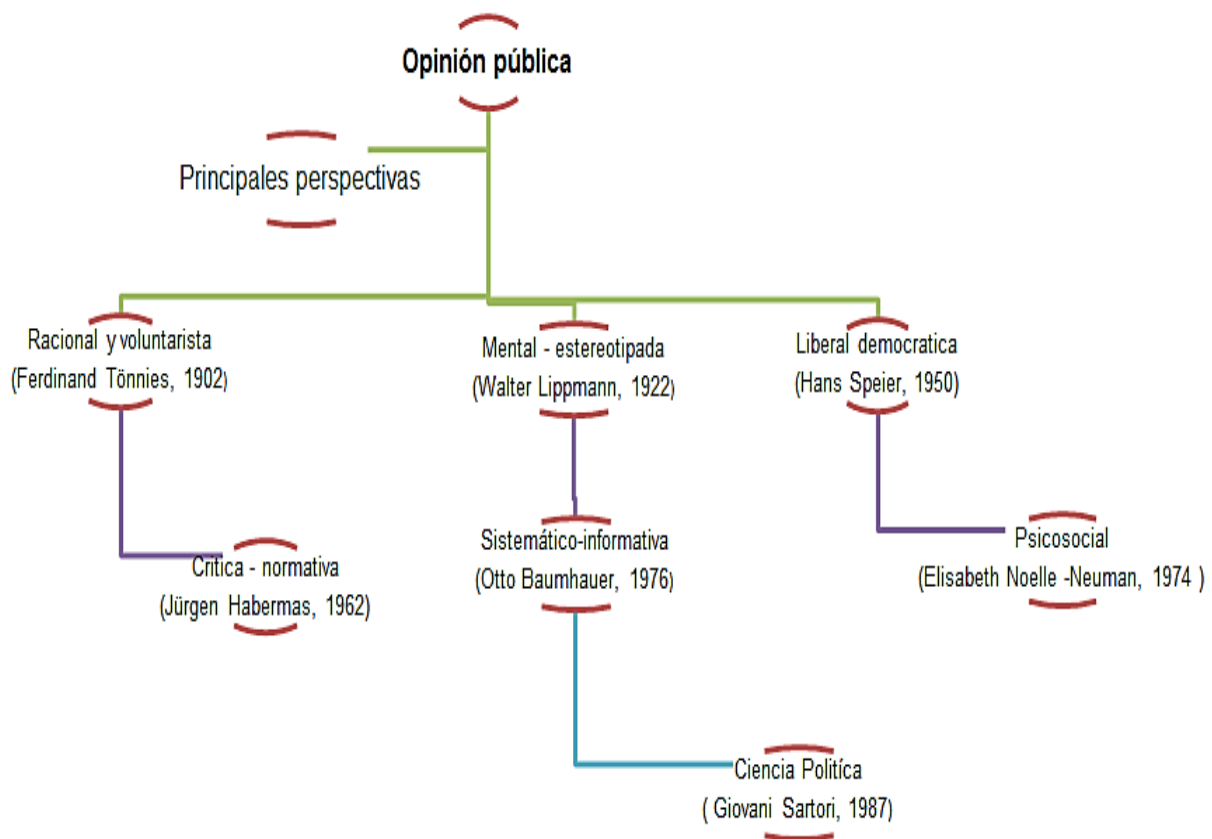 Opinión pública
Principales perspectivas
Racional y voluntarista
(Ferdinand Tönnies, 1902)
Mental - estereotipada
(Walter Lippmann, 1922)
Liberal democratica
(Hans Speier, 1950)
Critica - normativa
(Jürgen Habermas, 1962)
Sistemático-informativa
(Otto Baumhauer, 1976)
Psicosocial
(Elisabeth Noelle -Neuman, 1974 )
Ciencia Politíca
( Giovani Sartori, 1987)